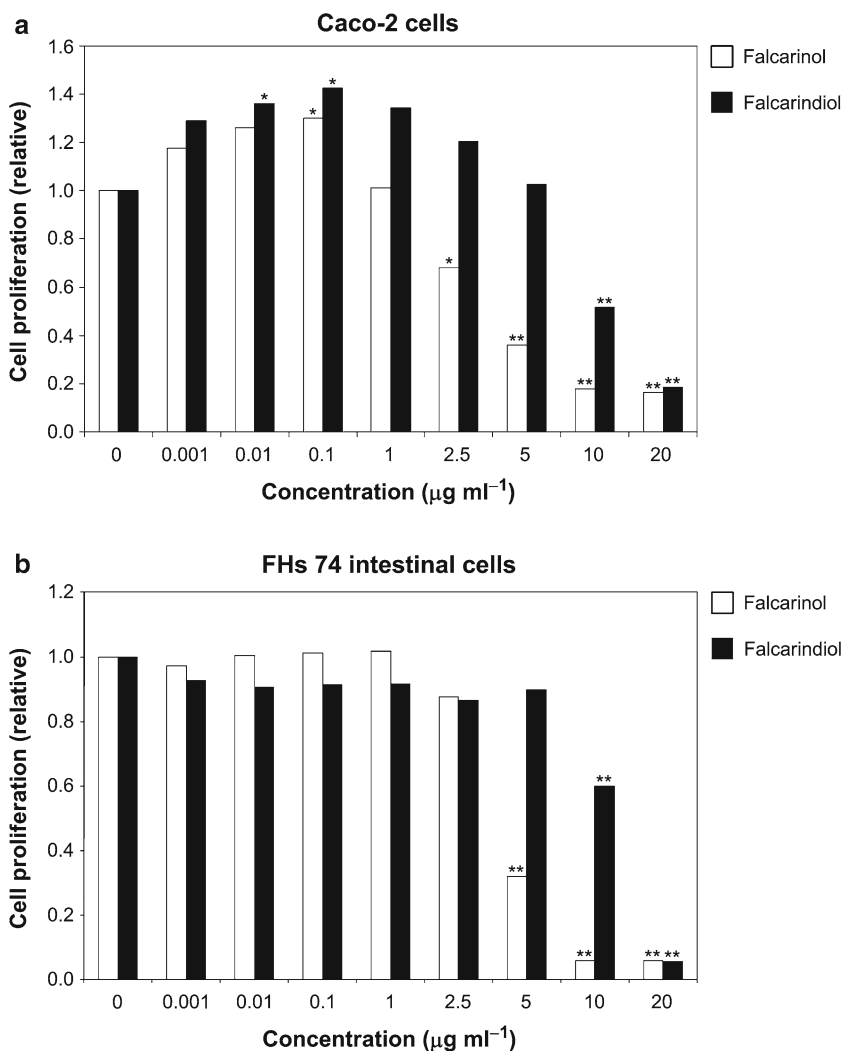 a
Caco-2 cells
Cell proliferation (relative)
1.6
1.4
1.2
1.0
0.8
0.6
0.4
0.2
0.0
* * * * ** ** ** ** **
0 0.001 0.01 0.1 1 2.5 5 10 20
Concentration (μg ml⁻¹)
Falcarinol
Falcarindiol
b
FHs 74 intestinal cells
Cell proliferation (relative)
1.2
1.0
0.8
0.6
0.4
0.2
0.0
** ** ** ** **
0 0.001 0.01 0.1 1 2.5 5 10 20
Concentration (μg ml⁻¹)
Falcarinol
Falcarindiol